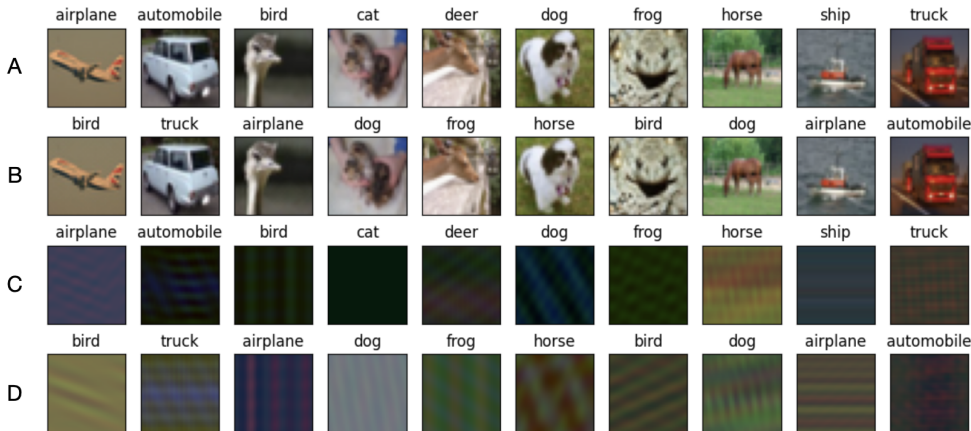 airplane automobile bird cat deer dog frog horse ship truck
A
bird truck airplane dog frog horse bird dog airplane automobile
B
airplane automobile bird cat deer dog frog horse ship truck
C
bird truck airplane dog frog horse bird dog airplane automobile
D